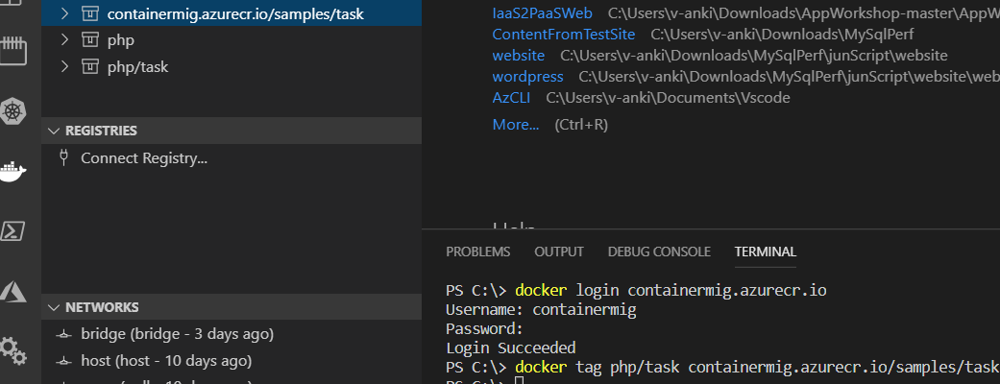 containermig.azurecr.io/samples/task
php
php/task
REGISTRIES
Connect Registry...
NETWORKS
bridge (bridge - 3 days ago)
host (host - 10 days ago)
IaaS2PaaSWeb C:\Users\v-anki\Downloads\AppWorkshop-master\AppW
ContentFromTestSite C:\Users\v-anki\Downloads\MySqlPerf
website C:\Users\v-anki\Downloads\MySqlPerf\junScript\website
wordpress C:\Users\v-anki\Downloads\MySqlPerf\junScript\website\web
AzCLI C:\Users\v-anki\Documents\Vscode
More... (Ctrl+R)
PROBLEMS OUTPUT DEBUG CONSOLE TERMINAL
PS C:\> docker login containermig.azurecr.io
Username: containermig
Password:
Login Succeeded
PS C:\> docker tag php/task containermig.azurecr.io/samples/task
PS C:\>